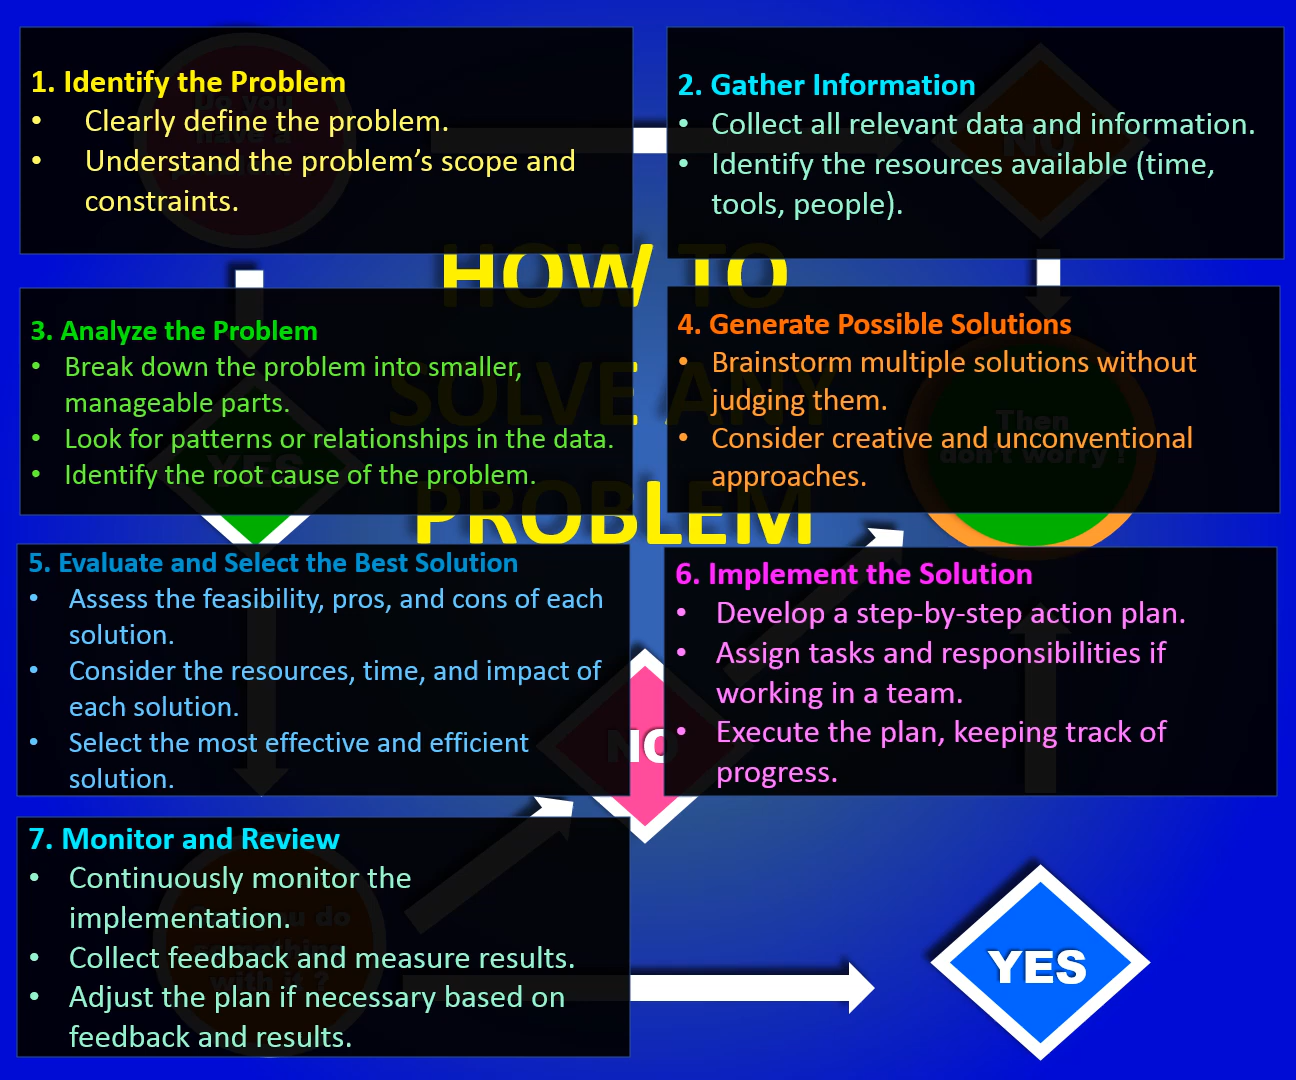 1. Identify the Problem
• Clearly define the problem.
• Understand the problem’s scope and
constraints.
2. Gather Information
• Collect all relevant data and information.
• Identify the resources available (time,
tools, people).
HOW TO
SOLVE ANY
PROBLEM
3. Analyze the Problem
• Break down the problem into smaller,
manageable parts.
• Look for patterns or relationships in the data.
• Identify the root cause of the problem.
YES
4. Generate Possible Solutions
• Brainstorm multiple solutions without
judging them.
• Consider creative and unconventional
approaches.
Then
don't worry !
5. Evaluate and Select the Best Solution
• Assess the feasibility, pros, and cons of each
solution.
• Consider the resources, time, and impact of
each solution.
• Select the most effective and efficient
solution.
NO
6. Implement the Solution
• Develop a step-by-step action plan.
• Assign tasks and responsibilities if
working in a team.
• Execute the plan, keeping track of
progress.
7. Monitor and Review
• Continuously monitor the
implementation.
• Collect feedback and measure results.
• Adjust the plan if necessary based on
feedback and results.
YES